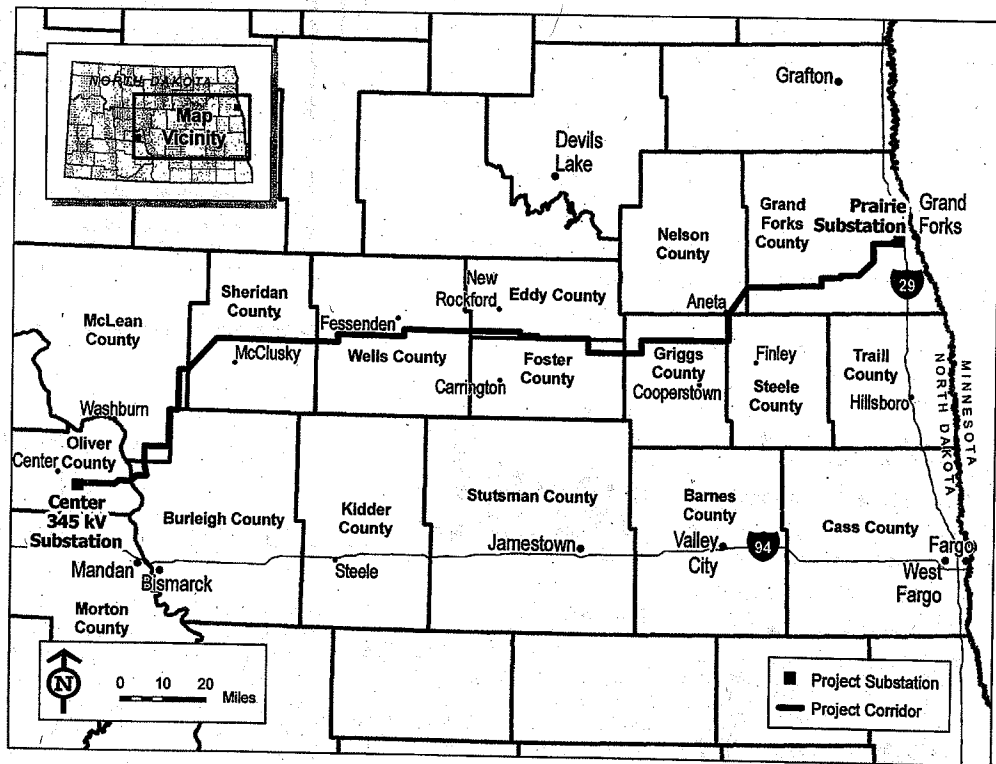 NORTH DAKOTA
Map
Vicinity
Grafton
Devils
Lake
Grand
Forks
County
Prairie
Substation
Grand
Forks
Nelson
County
29
New
Rockford
Eddy County
Aneta
Sheridan
County
McLean
County
Fessenden
McClusky
Wells County
Foster
County
Carrington
Griggs
County
Cooperstown
Finley
Steele
County
Traill
County
Hillsboro
MINNESOTA
NORTH DAKOTA
Washburn
Oliver
County
Center
Center
345 kV
Substation
Burleigh County
Kidder
County
Stutsman County
Barnes
County
Cass County
Jamestown
Valley
City
94
Fargo
West
Fargo
Mandan
Bismarck
Steele
Morton
County
N
0 10 20
Miles
Project Substation
Project Corridor